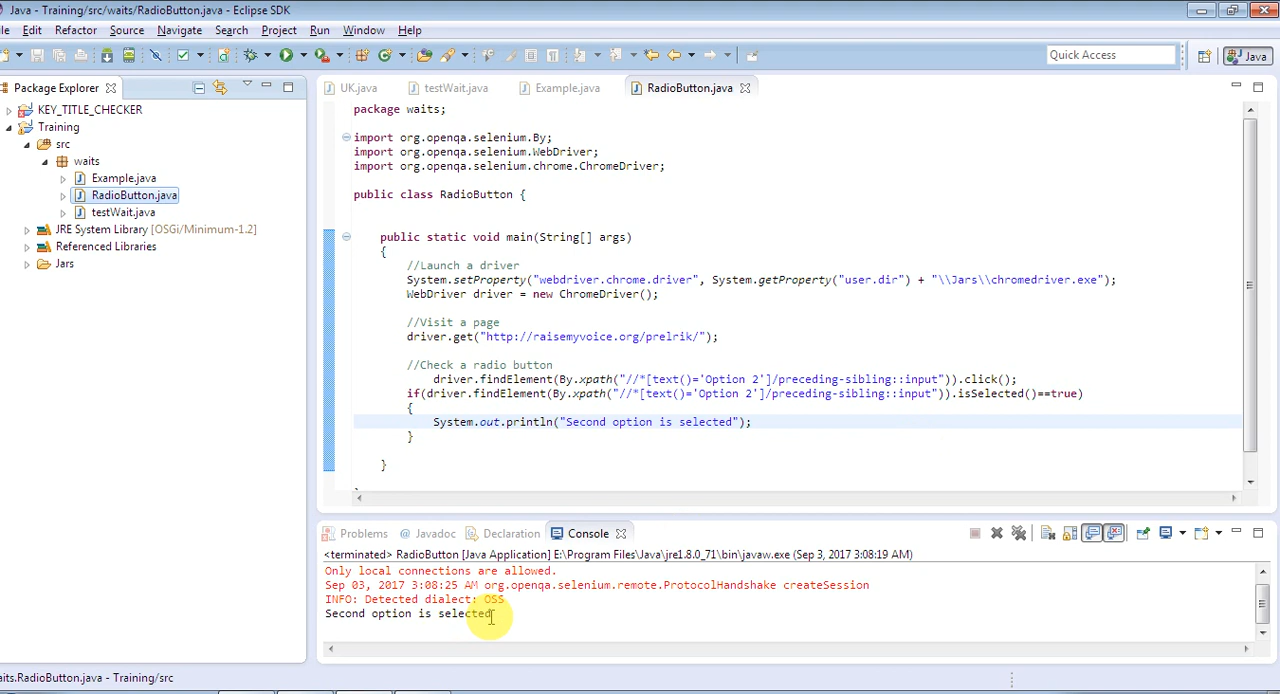 Java - Training/src/waits/RadioButton.java - Eclipse SDK
le Edit Refactor Source Navigate Search Project Run Window Help
Quick Access
Java
Package Explorer
UK.java
testWait.java
Example.java
RadioButton.java
KEY_TITLE_CHECKER
Training
src
waits
Example.java
RadioButton.java
testWait.java
JRE System Library [OSGi/Minimum-1.2]
Referenced Libraries
Jars
package waits;
import org.openqa.selenium.By;
import org.openqa.selenium.WebDriver;
import org.openqa.selenium.chrome.ChromeDriver;
public class RadioButton {
public static void main(String[] args)
{
//Launch a driver
System.setProperty("webdriver.chrome.driver", System.getProperty("user.dir") + "\\Jars\\chromedriver.exe");
WebDriver driver = new ChromeDriver();
//Visit a page
driver.get("http://raisemyvoice.org/prelrik/");
//Check a radio button
driver.findElement(By.xpath("//*[text()='Option 2']/preceding-sibling::input")).click();
if(driver.findElement(By.xpath("//*[text()='Option 2']/preceding-sibling::input")).isSelected()==true)
{
System.out.println("Second option is selected");
}
}
Problems
@ Javadoc
Declaration
Console
<terminated> RadioButton [Java Application] E:\Program Files\Java\jre1.8.0_71\bin\javaw.exe (Sep 3, 2017 3:08:19 AM)
Only local connections are allowed.
Sep 03, 2017 3:08:25 AM org.openqa.selenium.remote.ProtocolHandshake createSession
INFO: Detected dialect: OSS
Second option is selected
aits.RadioButton.java - Training/src